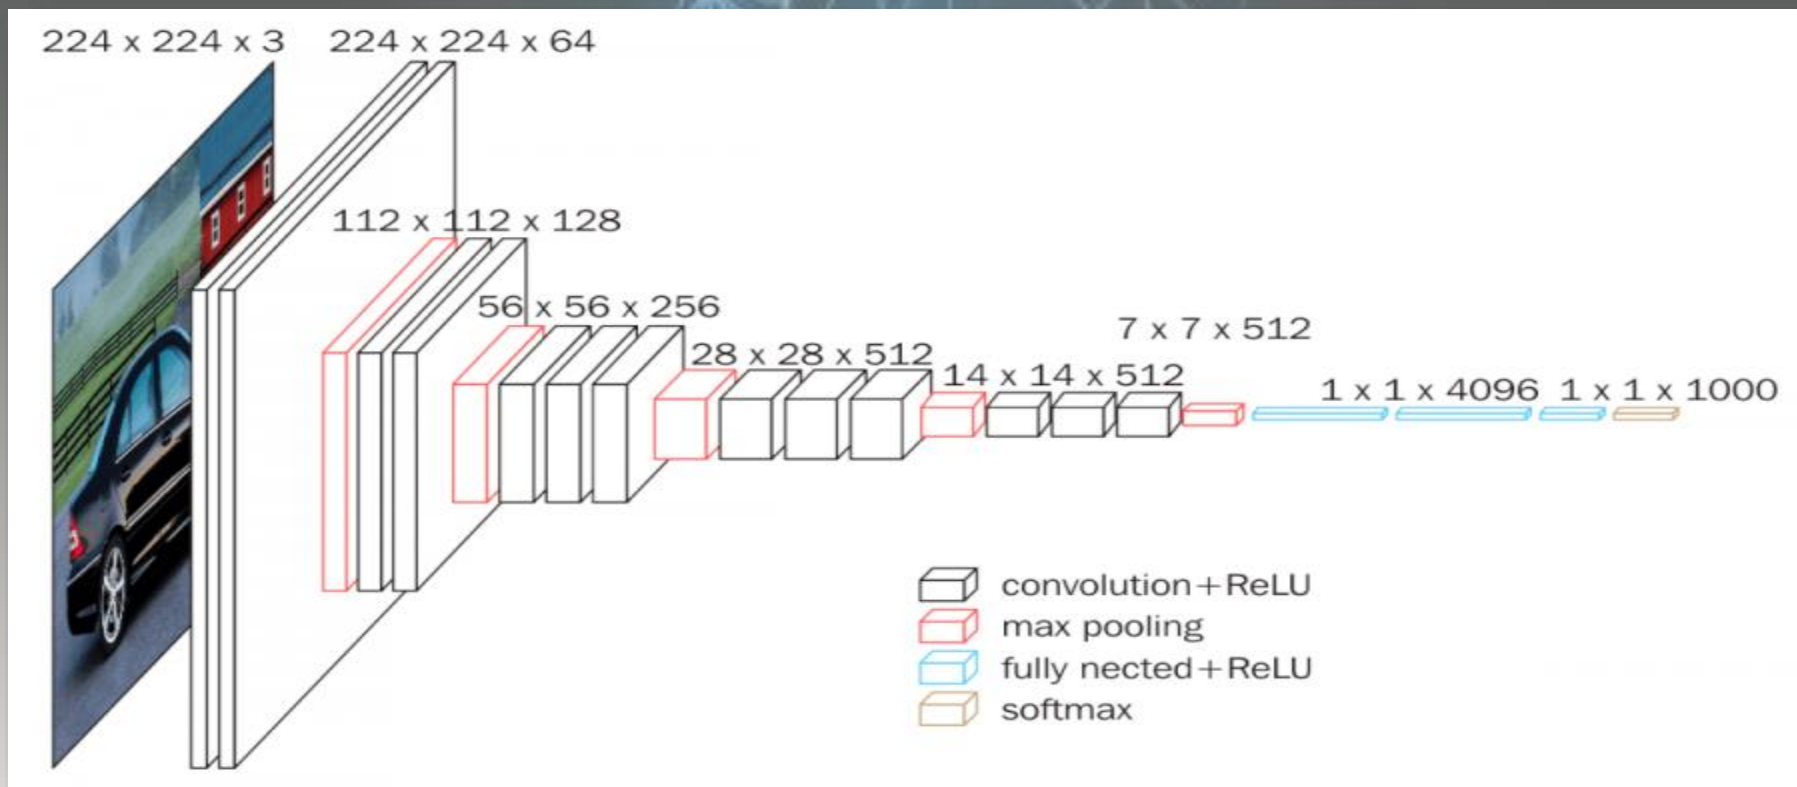 224 x 224 x 3
224 x 224 x 64
112 x 112 x 128
56 x 56 x 256
28 x 28 x 512
14 x 14 x 512
7 x 7 x 512
1 x 1 x 4096
1 x 1 x 1000
convolution+ReLU
max pooling
fully nected+ReLU
softmax